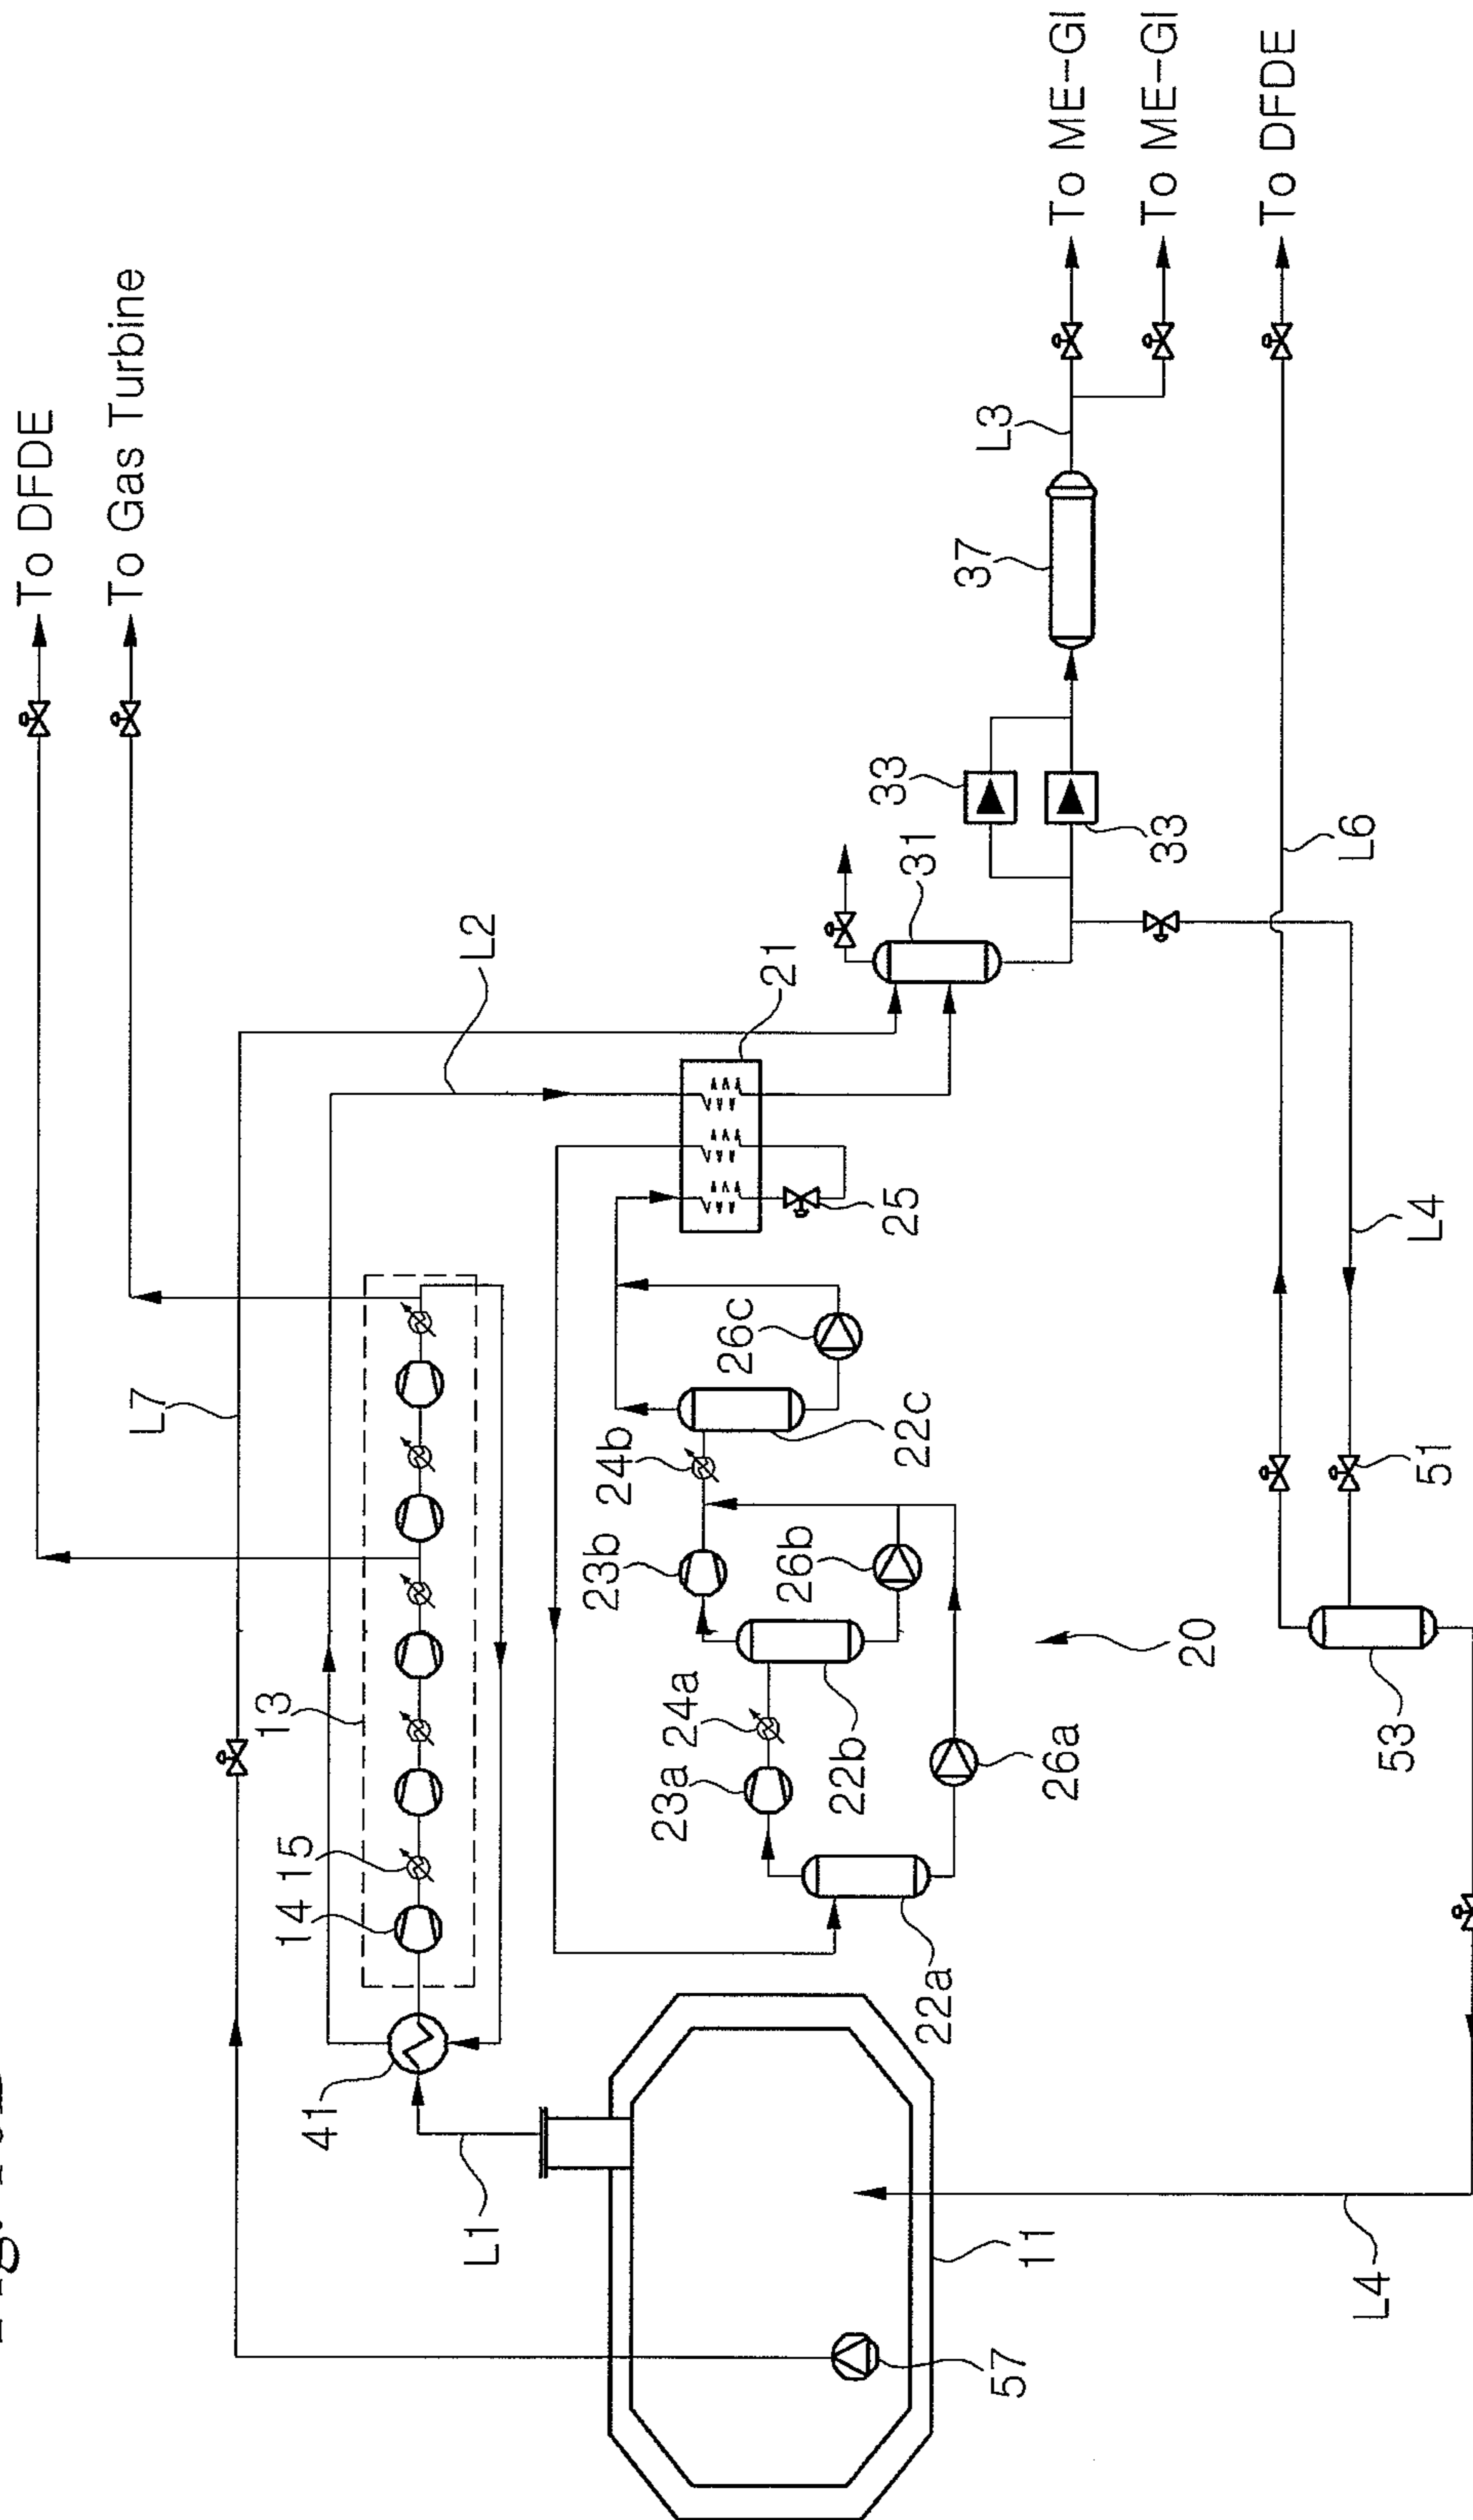 To DFDE
To Gas Turbine
L7
13
14 15
41
L1
L2
23b
24b
23a
24a
26c
21
26b
22b
33
25
22c
31
22a
37
L3
57
11
26a
To ME-GI
To ME-GI
33
20
To DFDE
L6
L4
53
L4
51